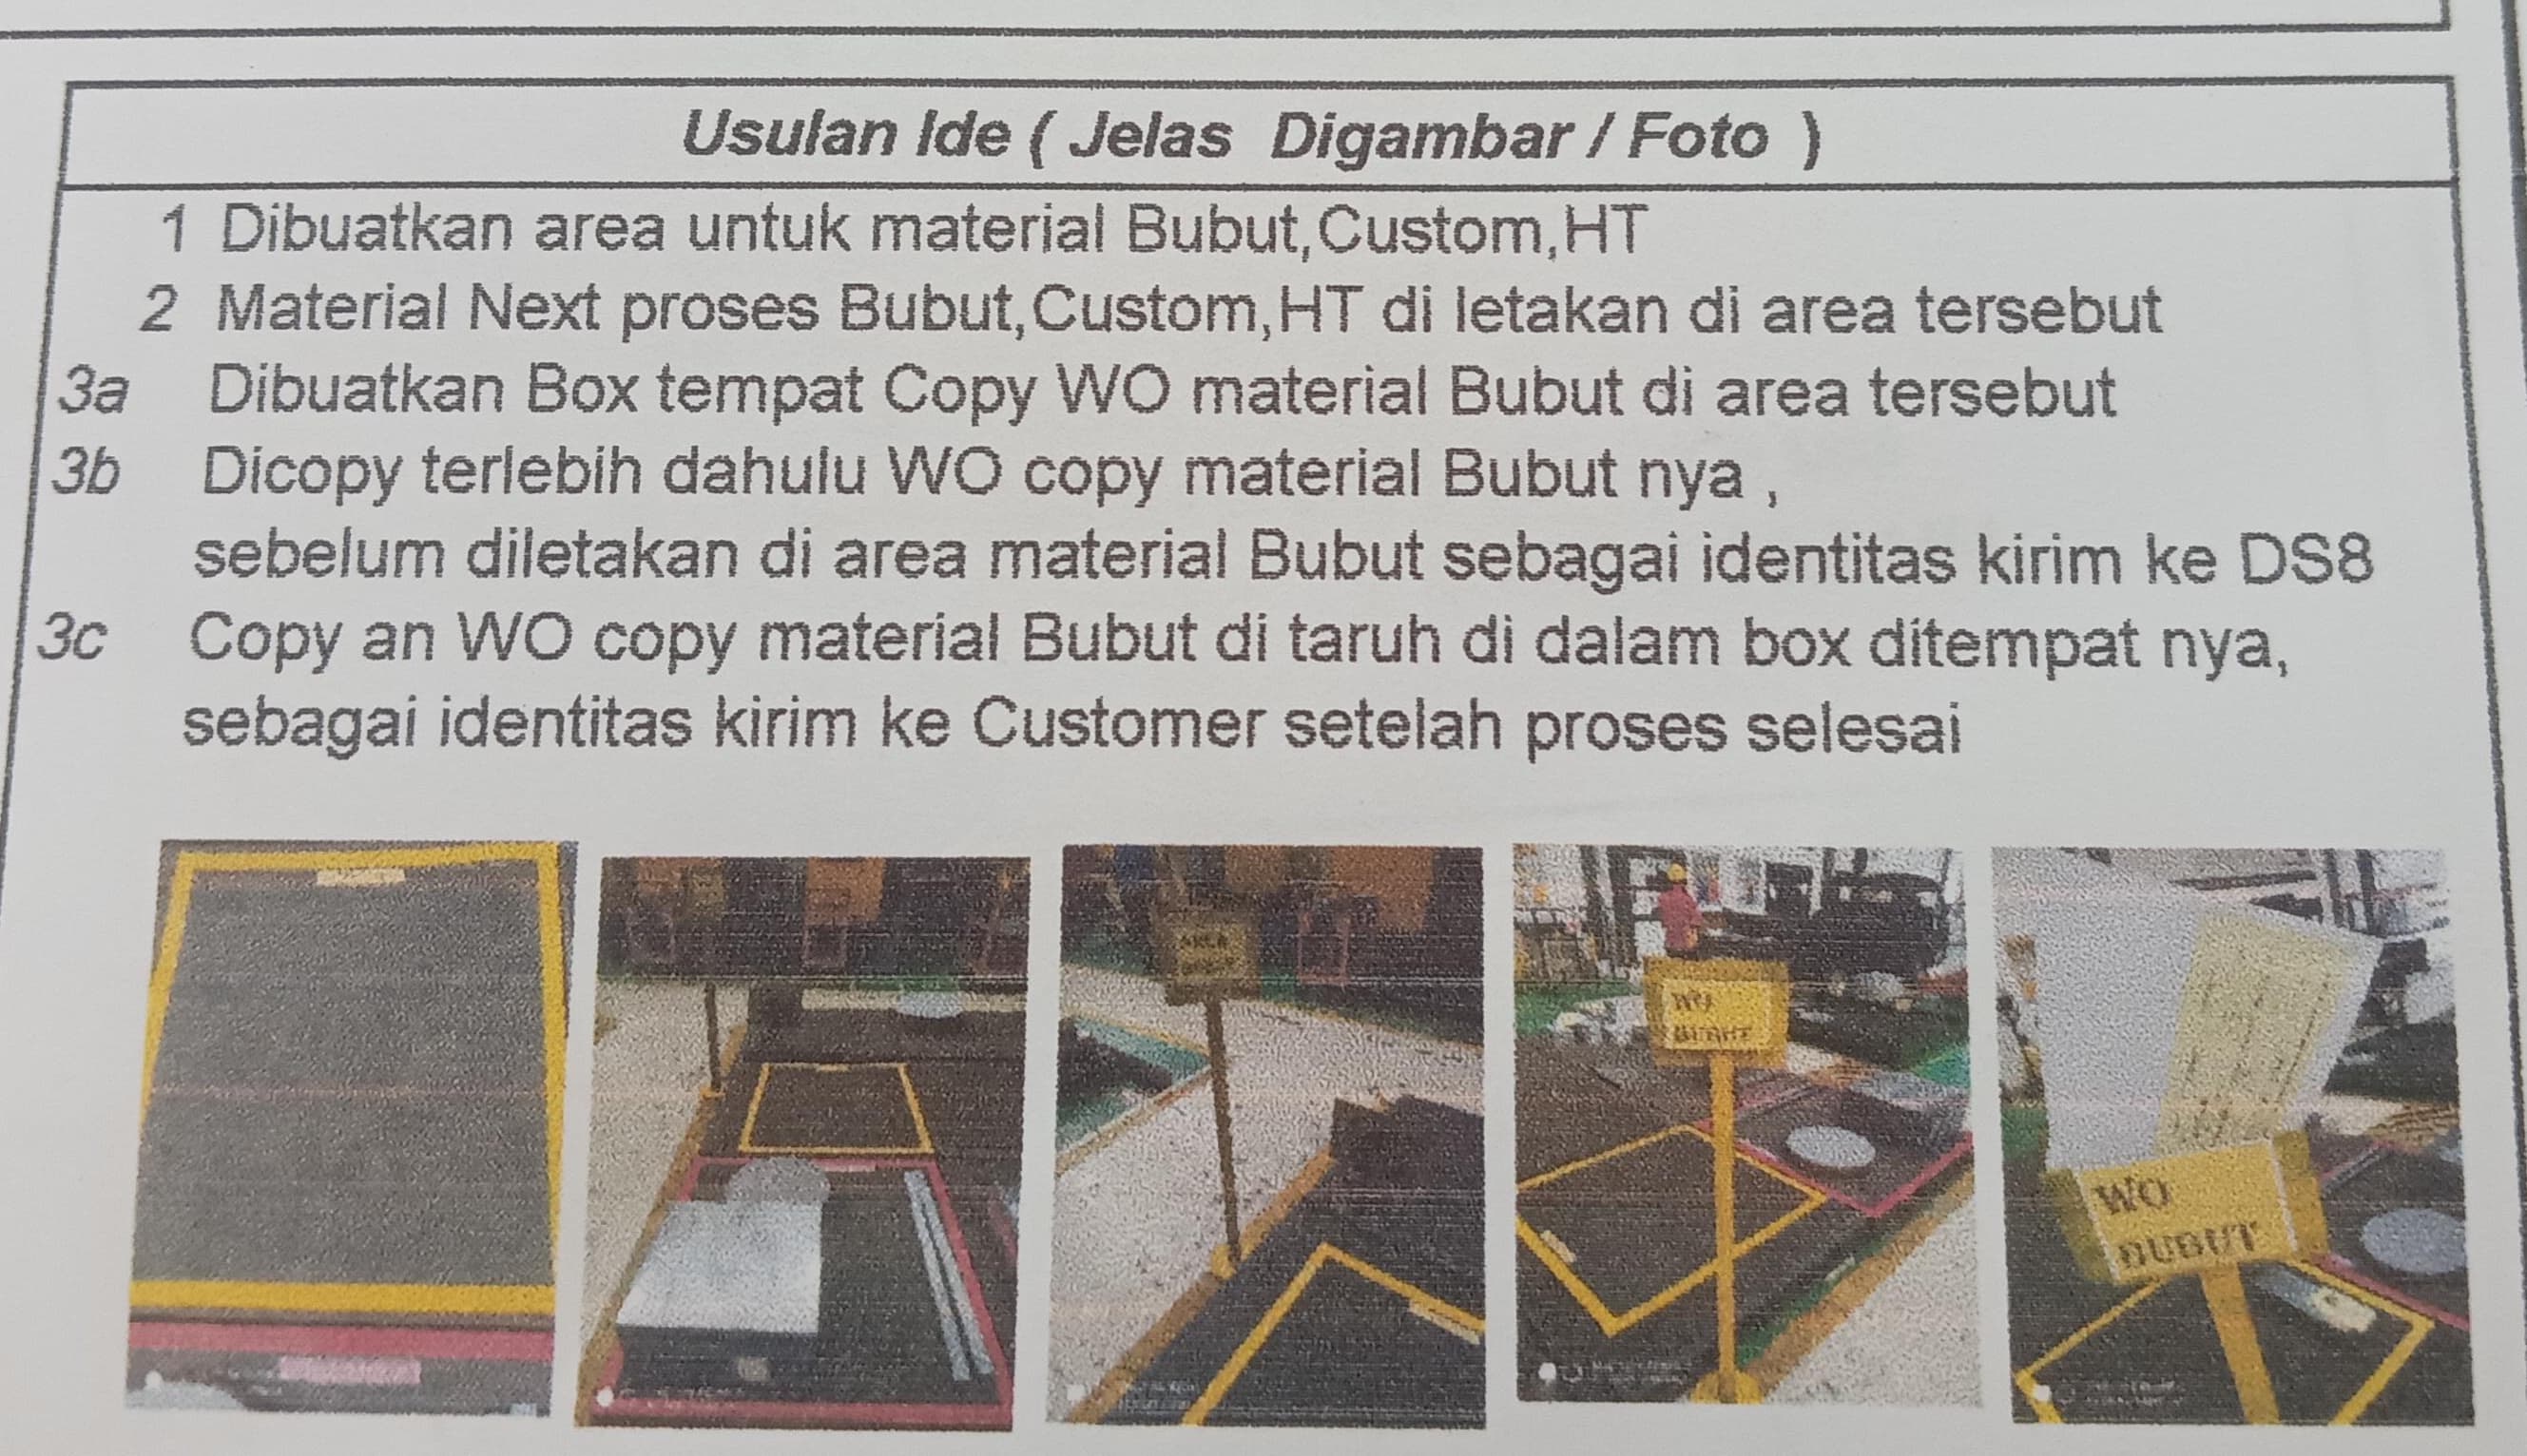 Usulan Ide ( Jelas Digambar / Foto )
1 Dibuatkan area untuk material Bubut,Custom,HT
2 Material Next proses Bubut,Custom,HT di letakan di area tersebut
3a Dibuatkan Box tempat Copy WO material Bubut di area tersebut
3b Dicopy terlebih dahulu WO copy material Bubut nya ,
sebelum diletakan di area material Bubut sebagai identitas kirim ke DS8
3c Copy an WO copy material Bubut di taruh di dalam box ditempat nya,
sebagai identitas kirim ke Customer setelah proses selesai
AREA
WO
BUBUT
WO
BUBUT